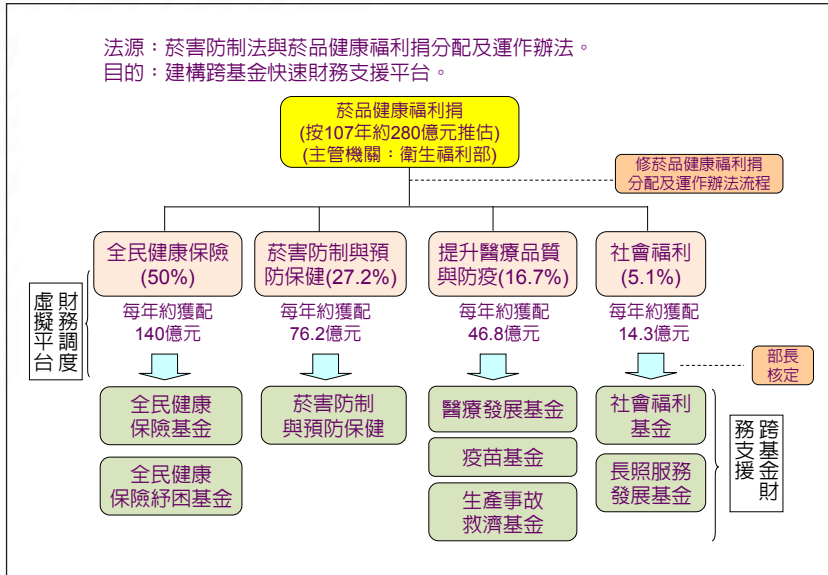 法源：菸害防制法與菸品健康福利捐分配及運作辦法。
目的：建構跨基金快速財務支援平台。
菸品健康福利捐
(按107年約280億元推估)
(主管機關：衛生福利部)
修菸品健康福利捐
分配及運作辦法流程
全民健康保險
(50%)
菸害防制與預
防保健(27.2%)
提升醫療品質
與防疫(16.7%)
社會福利
(5.1%)
財務調度
虛擬平台
每年約獲配
140億元
每年約獲配
76.2億元
每年約獲配
46.8億元
每年約獲配
14.3億元
部長
核定
全民健康
保險基金
菸害防制
與預防保健
醫療發展基金
社會福利
基金
跨基金財
務支援
全民健康
保險紓困基金
疫苗基金
長照服務
發展基金
生產事故
救濟基金